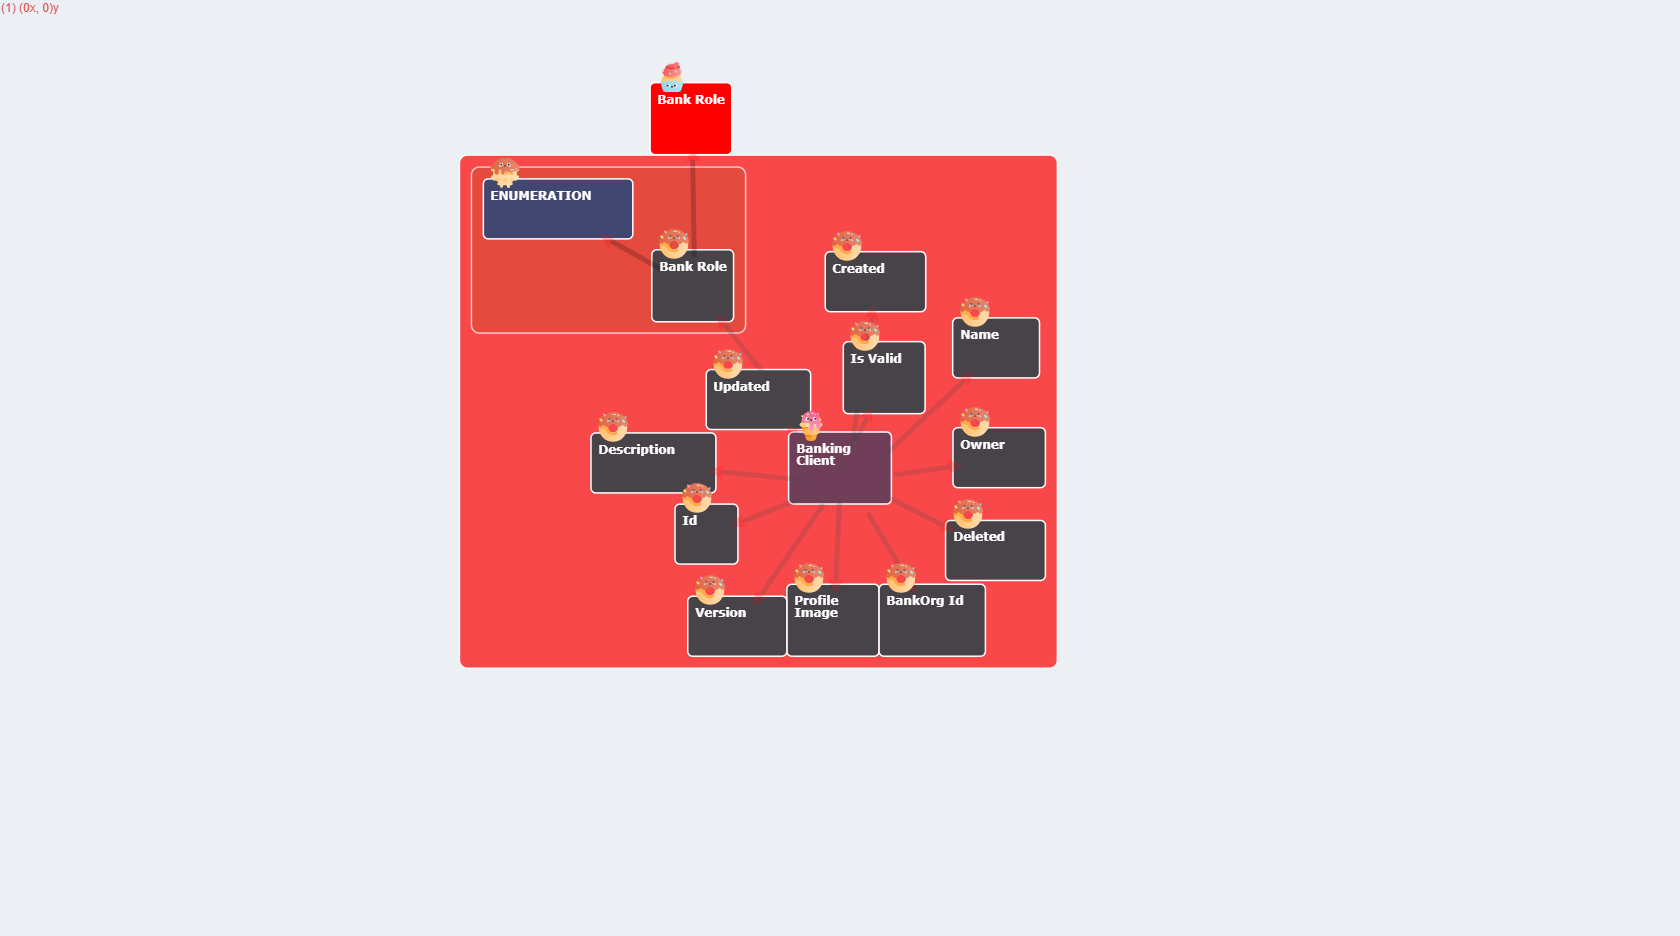 (1) (0x, 0)y
Bank Role
ENUMERATION
Bank Role
Created
Name
Is Valid
Updated
Description
Banking
Client
Owner
Id
Deleted
Version
Profile
Image
BankOrg Id